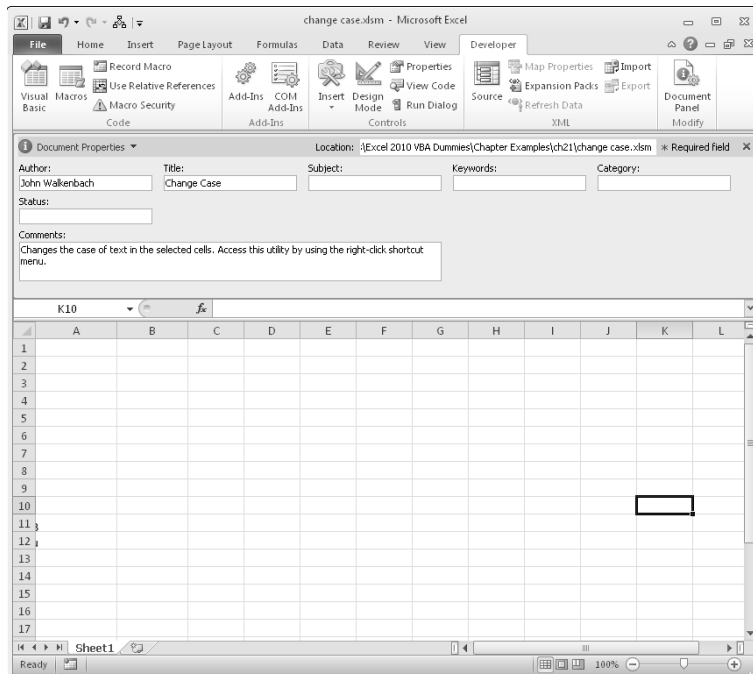 change case.xlsm - Microsoft Excel
File Home Insert Page Layout Formulas Data Review View Developer
Visual Basic
Macros
Record Macro
Use Relative References
Macro Security
Code
Add-Ins
COM Add-Ins
Add-Ins
Insert
Design Mode
Properties
View Code
Run Dialog
Controls
Source
Map Properties
Expansion Packs
Refresh Data
Import
Export
XML
Document Panel
Modify
Document Properties
Location: :\Excel 2010 VBA Dummies\Chapter Examples\ch21\change case.xlsm * Required field
Author: Title: Subject: Keywords: Category:
John Walkenbach Change Case
Status:
Comments:
Changes the case of text in the selected cells. Access this utility by using the right-click shortcut
menu.
K10 fx
A B C D E F G H I J K L
1
2
3
4
5
6
7
8
9
10
11
12
13
14
15
16
17
Sheet1
Ready 100%